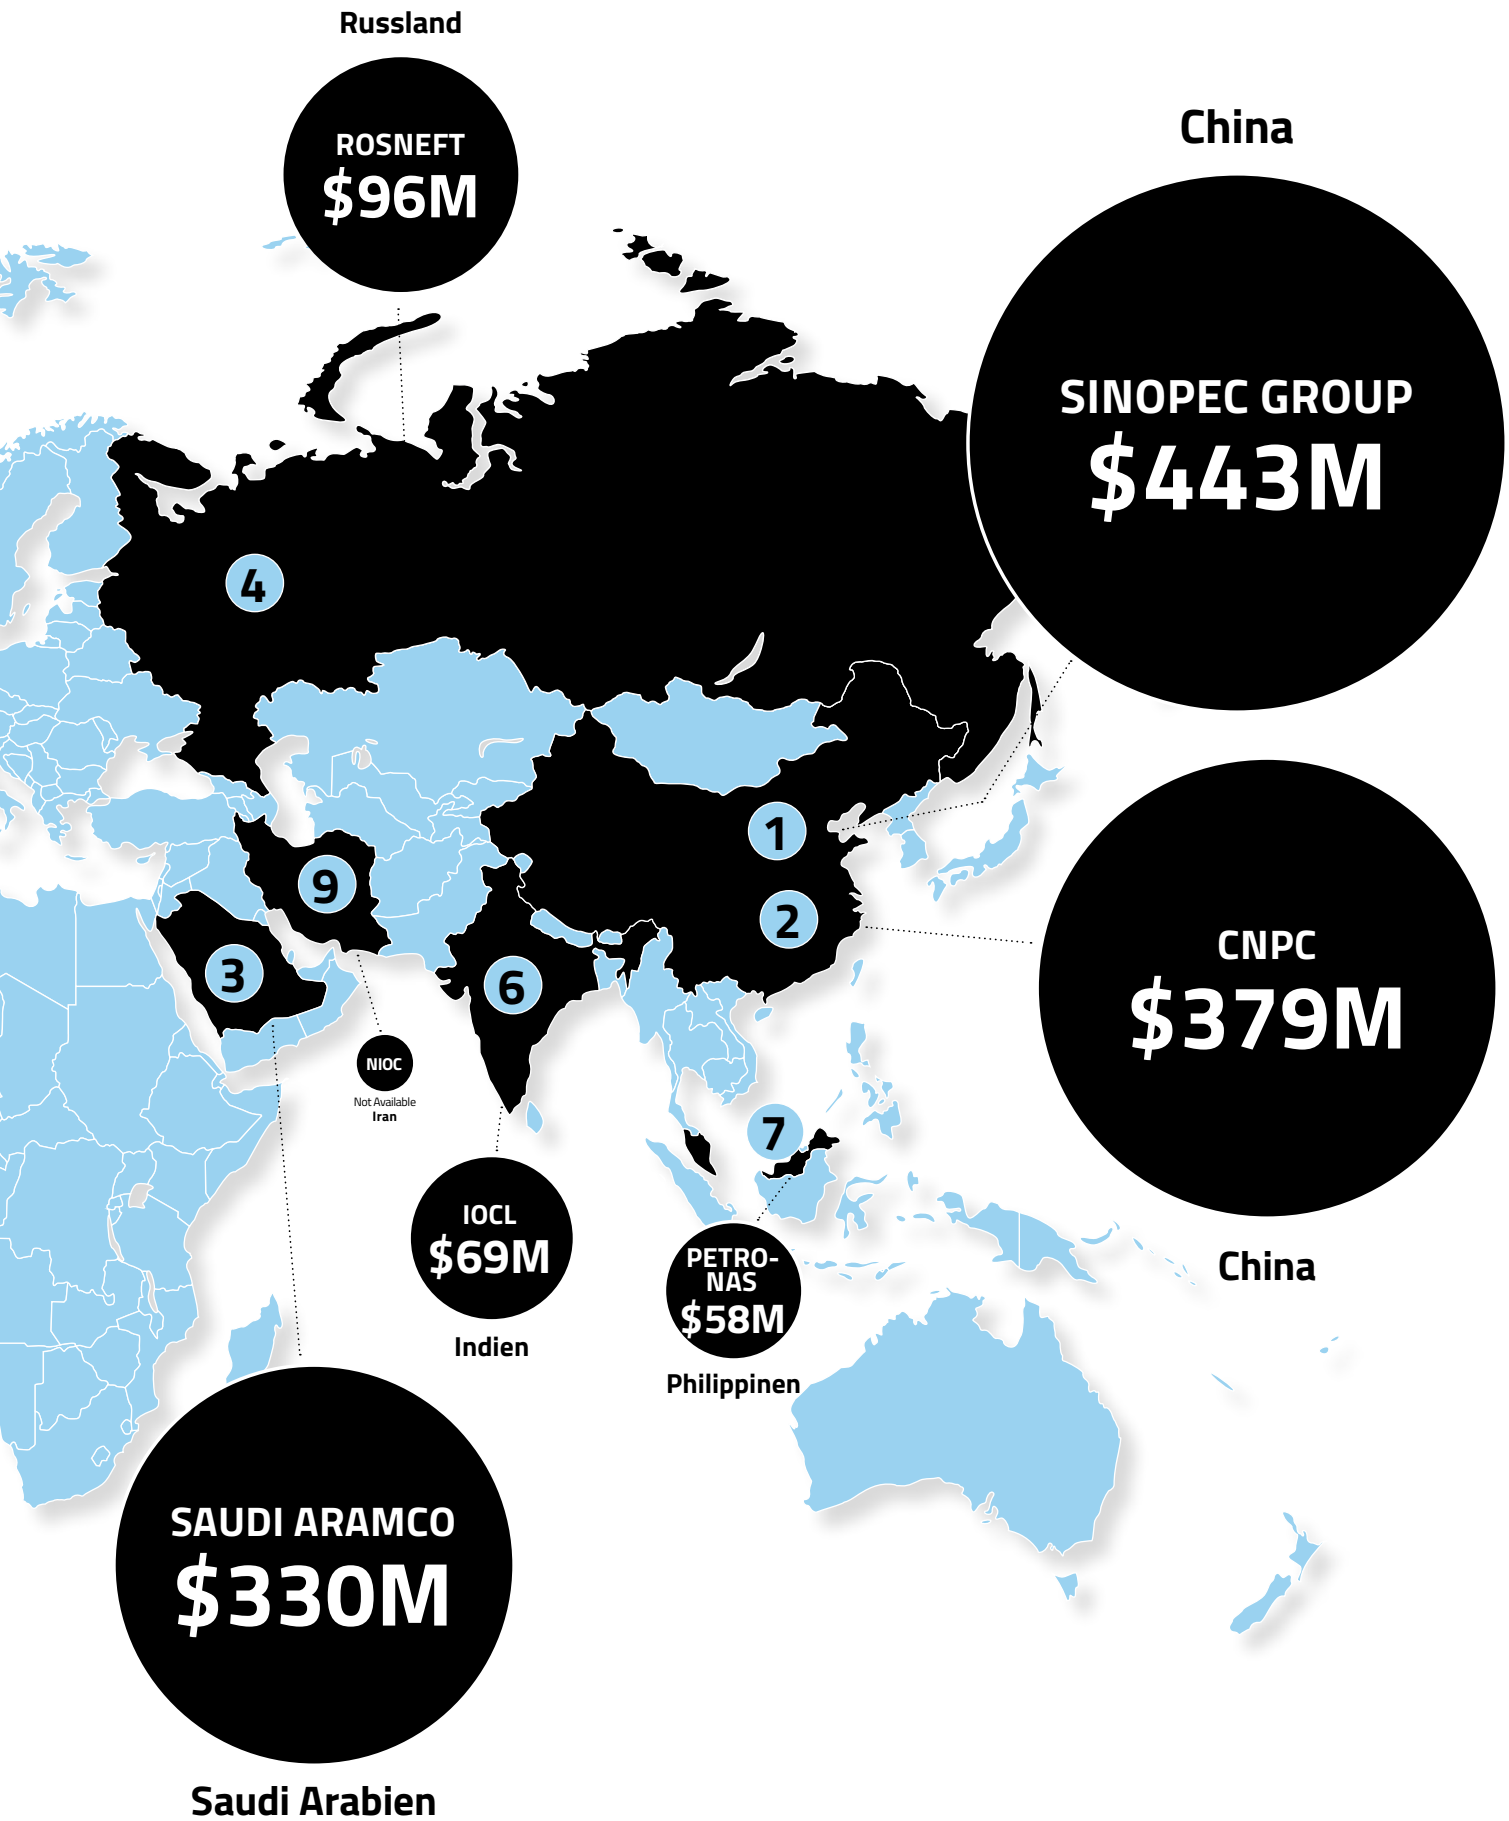 Russland
ROSNEFT
$96M
China
SINOPEC GROUP
$443M
4
1
9
2
3
6
CNPC
$379M
NIOC
Not Available
Iran
7
IOCL
$69M
PETRO-
NAS
$58M
China
Indien
Philippinen
SAUDI ARAMCO
$330M
Saudi Arabien